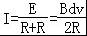 I = E / R+R = Bdv / 2R